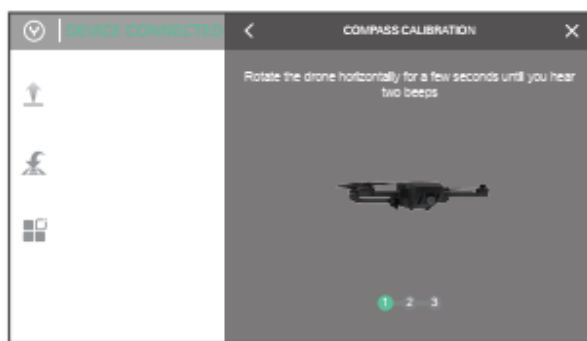 DEVICE CONNECTED
COMPASS CALIBRATION
Rotate the drone horizontally for a few seconds until you hear
two beeps
1 2 3